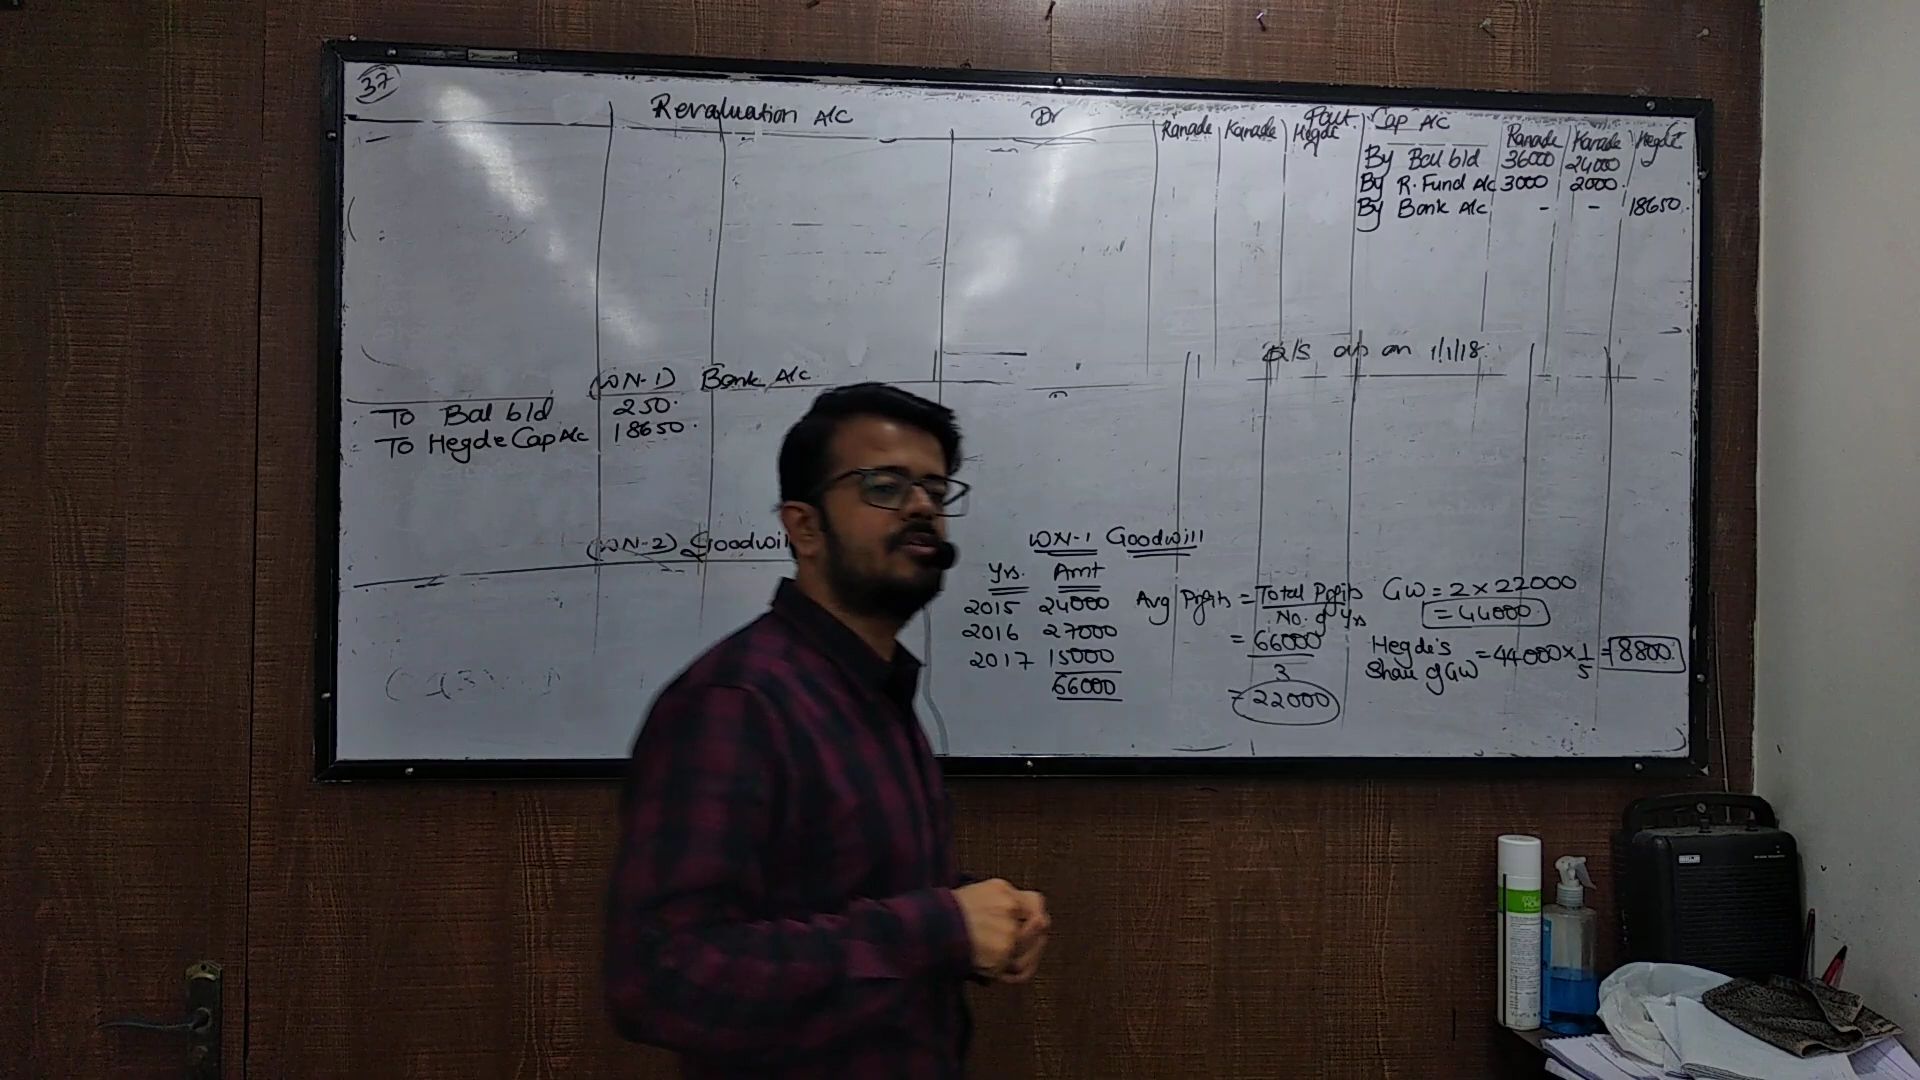 37
Revaluation A/c
Dr Part. Cap A/c
Ranade Karade Hegde Ranade Karade Hegde
By Bal b/d 36000 24000
By R. Fund A/c 3000 2000.
By Bank A/c - - 18650.
B/S as on 1/1/18
(WN-1) Bank A/c
To Bal b/d 250.
To Hegde Cap A/c 18650.
(WN-2) Goodwill
WN-1 Goodwill
Yrs. Amt
2015 24000
2016 27000
2017 15000
66000
Avg Profits = Total Profits
No. of Yrs
= 66000
3
= 22000
GW = 2 × 22000
= 44000.
Hegde's Share of GW = 44000 × 1/5 = 8800.